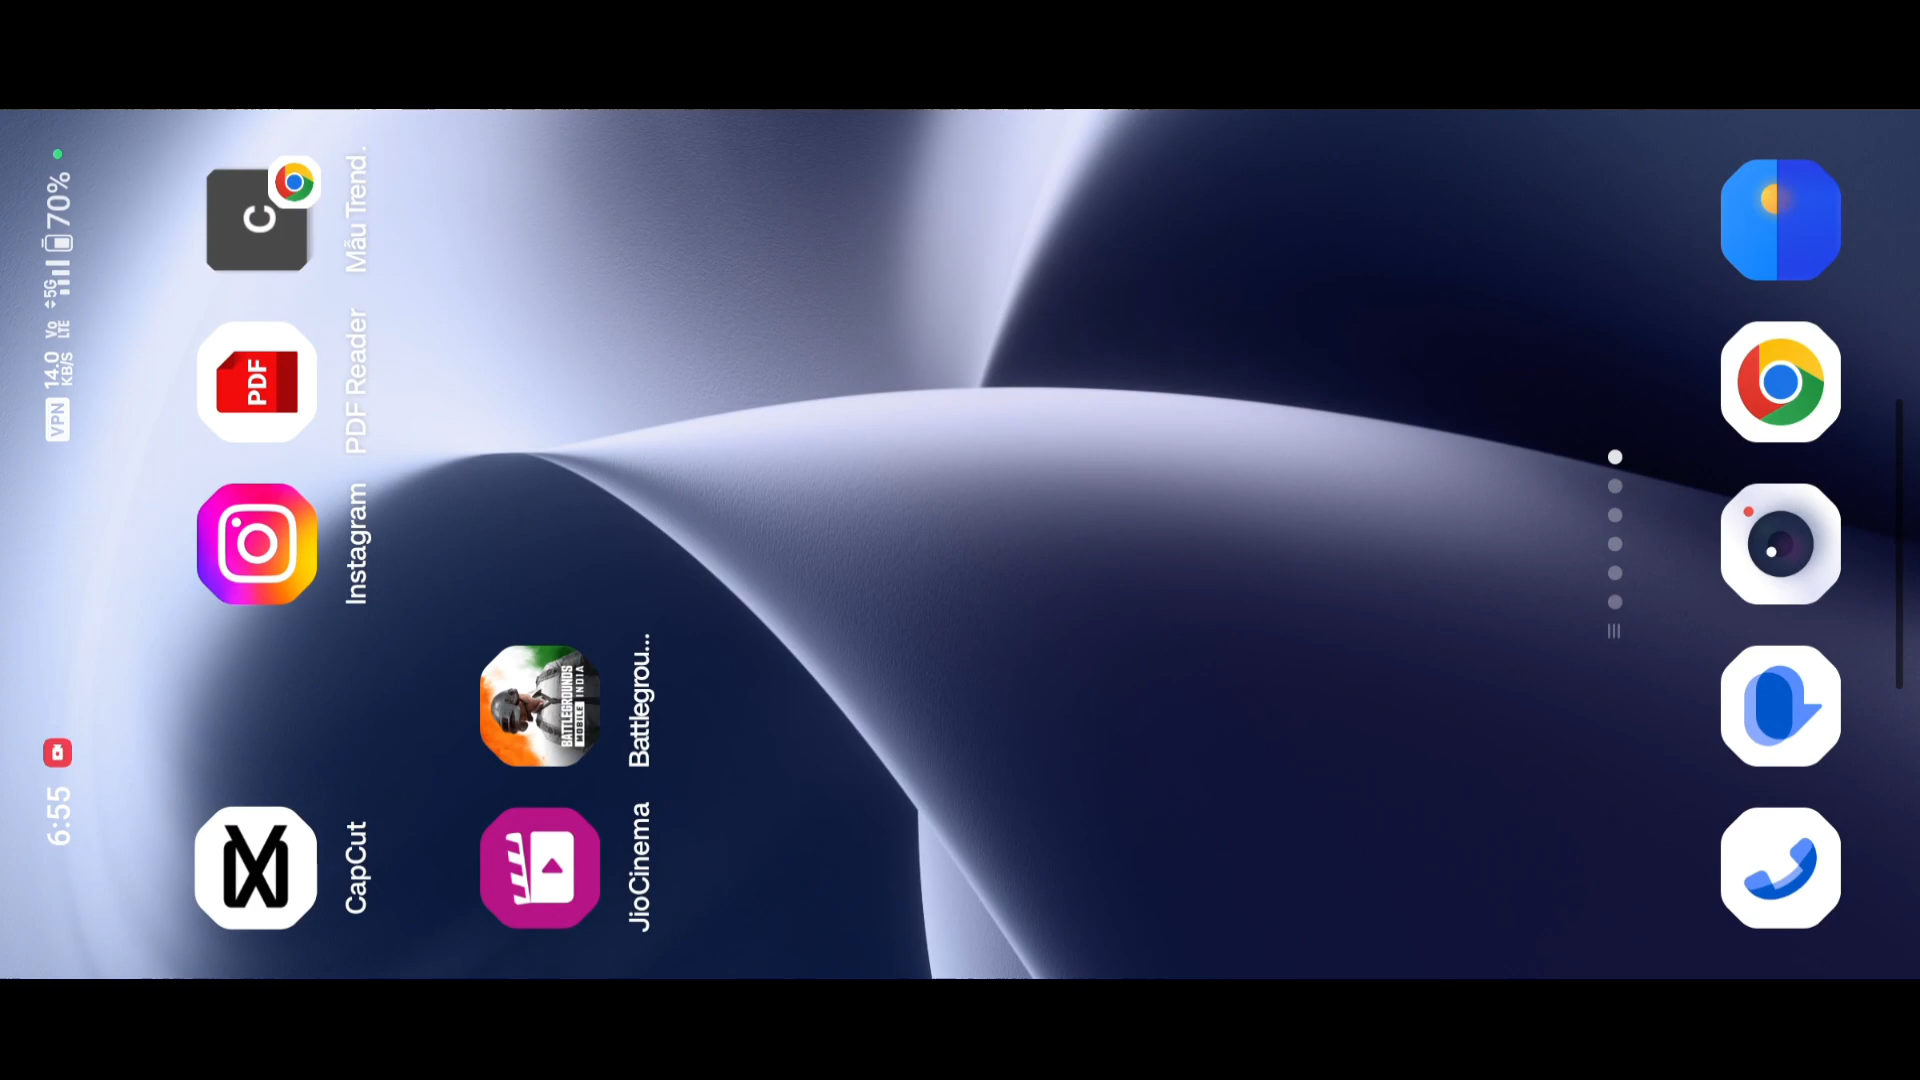 6:55
VPN 14.0 KB/S Vo LTE 5G 70%
CapCut
Instagram
PDF
PDF Reader
C
Mẫu Trend.
JioCinema
BATTLEGROUNDS
MOBILE INDIA
Battlegrou...